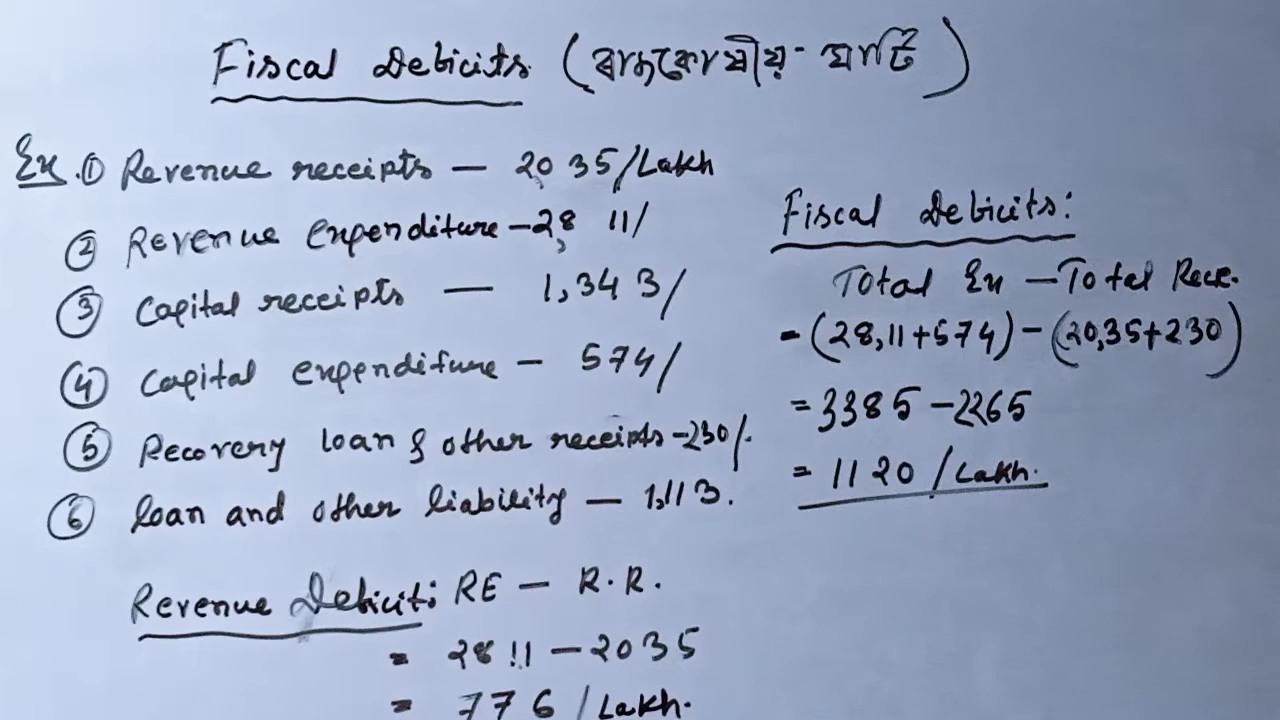 Fiscal Deficits (ৰাজকোষীয়-ঘাটি)
Ex. ① Revenue receipts — 2035/Lakh
② Revenue expenditure -28,11/
③ Capital receipts — 1,343/
④ Capital expenditure — 574/
⑤ Recovery loan & other receipts -230/.
⑥ loan and other liability — 1,113.
Revenue Deficit: RE — R.R.
= 2811 — 2035
= 776/Lakh.
Fiscal Deficits:
Total Ex — Total Rece.
= (28,11+574) — (20,35+230)
= 3385 — 2265
= 1120/Lakh.